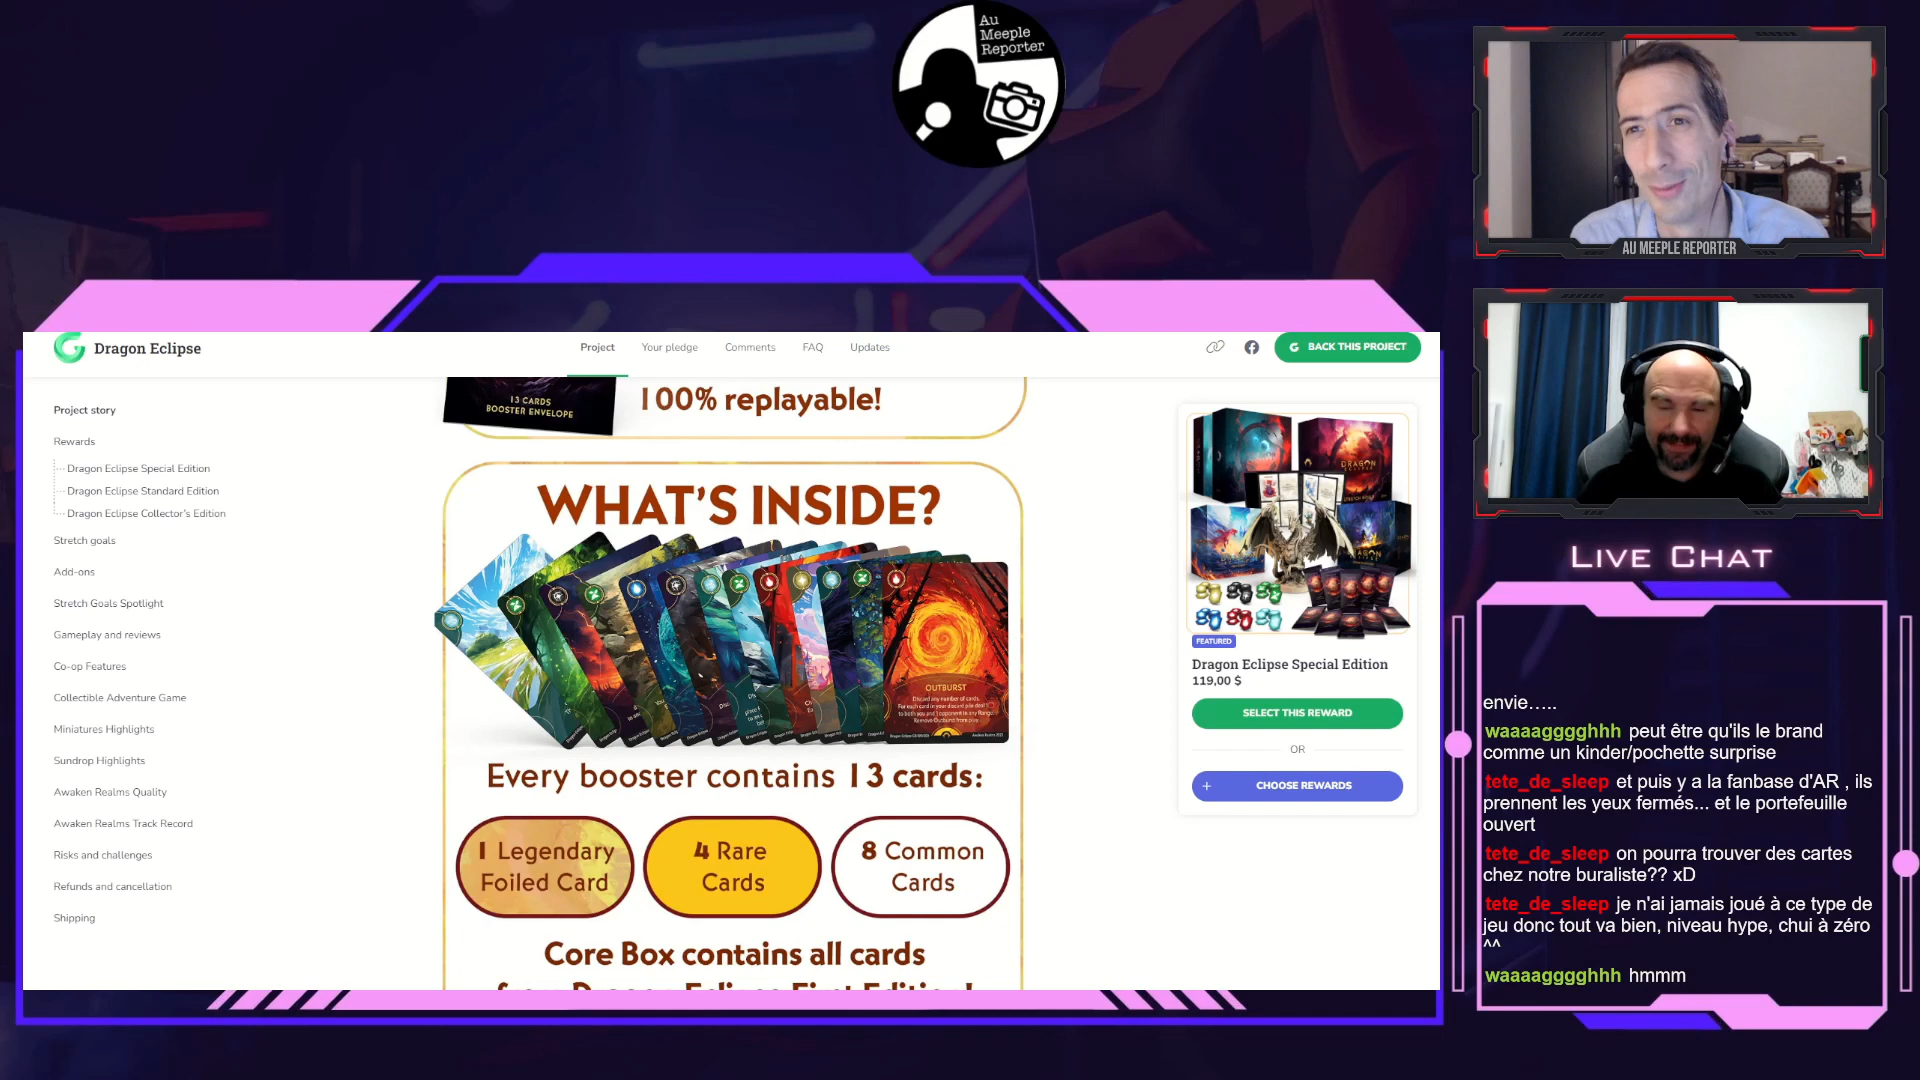 Au
Meeple
Reporter
AU MEEPLE REPORTER
Dragon Eclipse
Project
Your pledge
Comments
FAQ
Updates
BACK THIS PROJECT
Project story
Rewards
Dragon Eclipse Special Edition
Dragon Eclipse Standard Edition
Dragon Eclipse Collector's Edition
Stretch goals
Add-ons
Stretch Goals Spotlight
Gameplay and reviews
Co-op Features
Collectible Adventure Game
Miniatures Highlights
Sundrop Highlights
Awaken Realms Quality
Awaken Realms Track Record
Risks and challenges
Refunds and cancellation
Shipping
13 CARDS
BOOSTER ENVELOPE
100% replayable!
WHAT'S INSIDE?
OUTBURST
Every booster contains 13 cards:
1 Legendary
Foiled Card
4 Rare
Cards
8 Common
Cards
Core Box contains all cards
DRAGON
FEATURED
Dragon Eclipse Special Edition
119,00 $
SELECT THIS REWARD
OR
+ CHOOSE REWARDS
LIVE CHAT
envie…..
waaaagggghhh peut être qu'ils le brand
comme un kinder/pochette surprise
tete_de_sleep et puis y a la fanbase d'AR , ils
prennent les yeux fermés... et le portefeuille
ouvert
tete_de_sleep on pourra trouver des cartes
chez notre buraliste?? xD
tete_de_sleep je n'ai jamais joué à ce type de
jeu donc tout va bien, niveau hype, chui à zéro
^^
waaaagggghhh hmmm